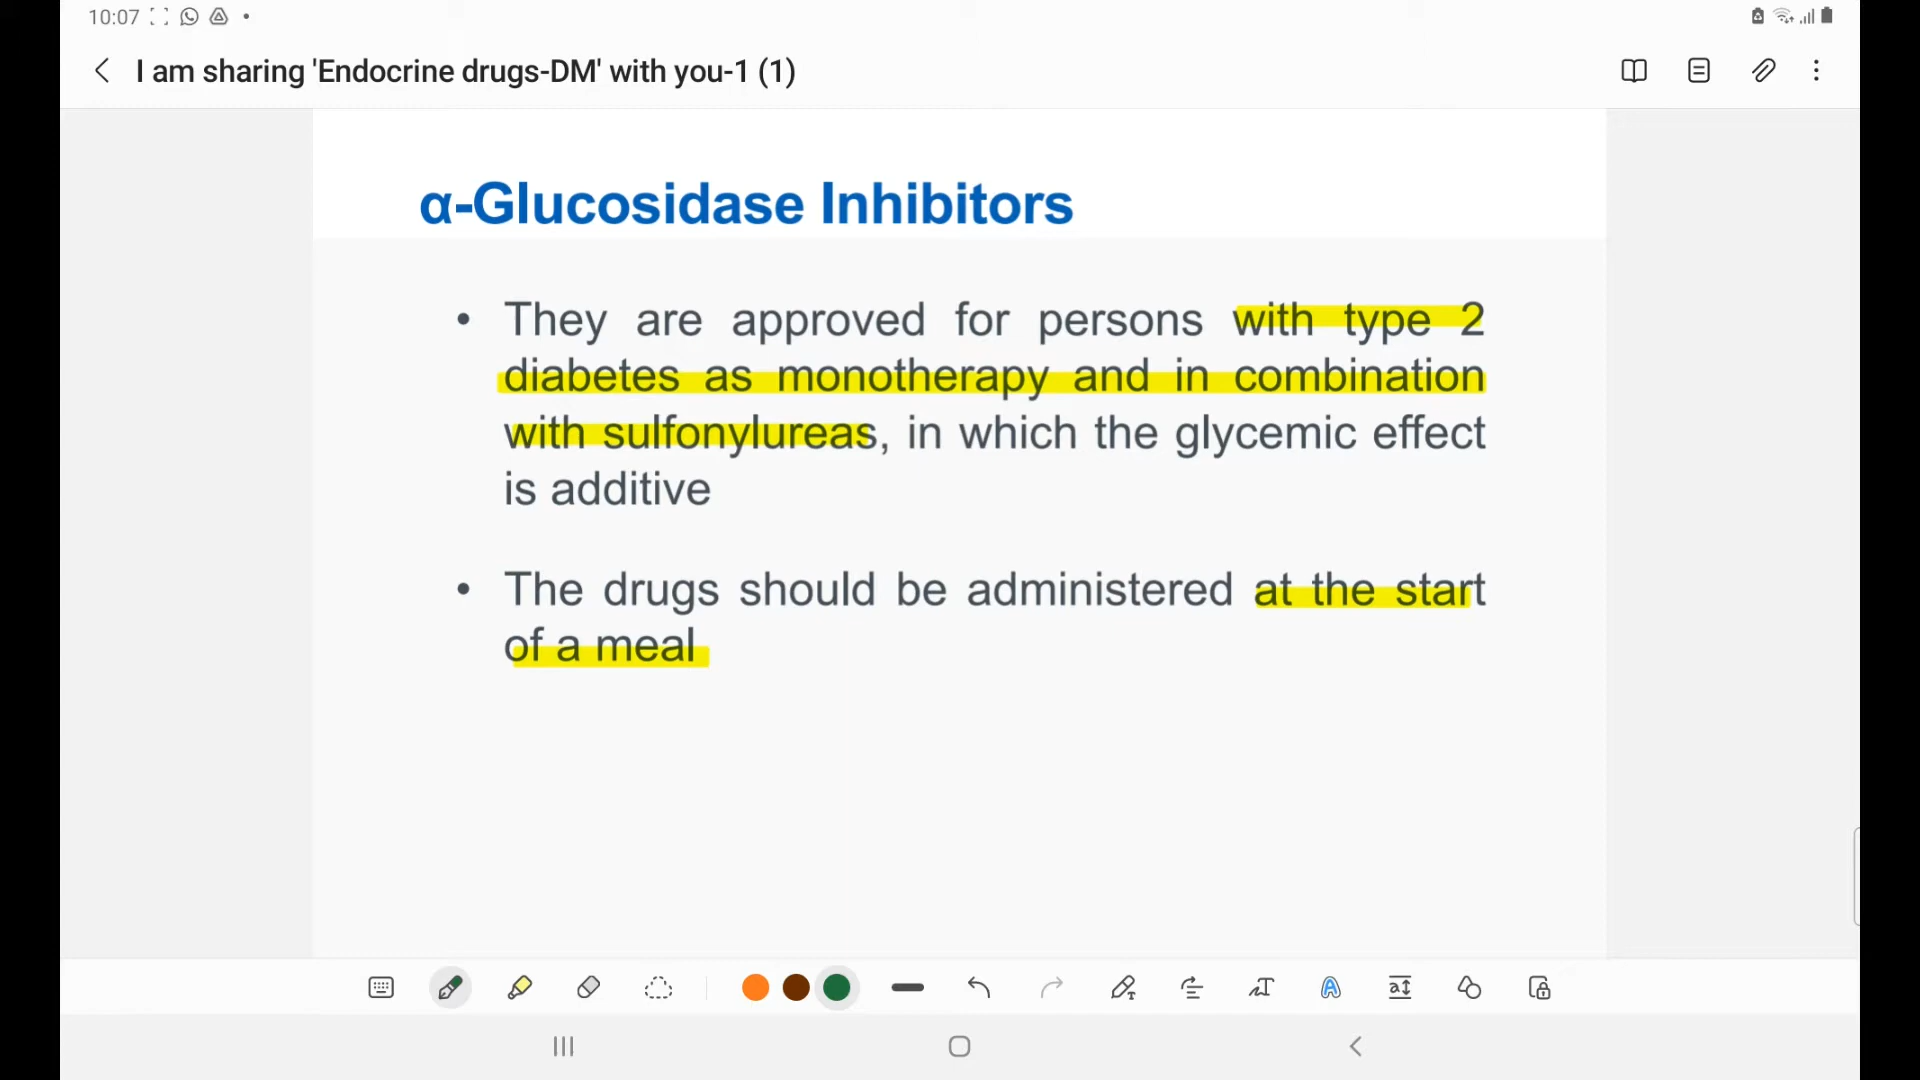 10:07
I am sharing 'Endocrine drugs-DM' with you-1 (1)
α-Glucosidase Inhibitors
• They are approved for persons with type 2
diabetes as monotherapy and in combination
with sulfonylureas, in which the glycemic effect
is additive
• The drugs should be administered at the start
of a meal